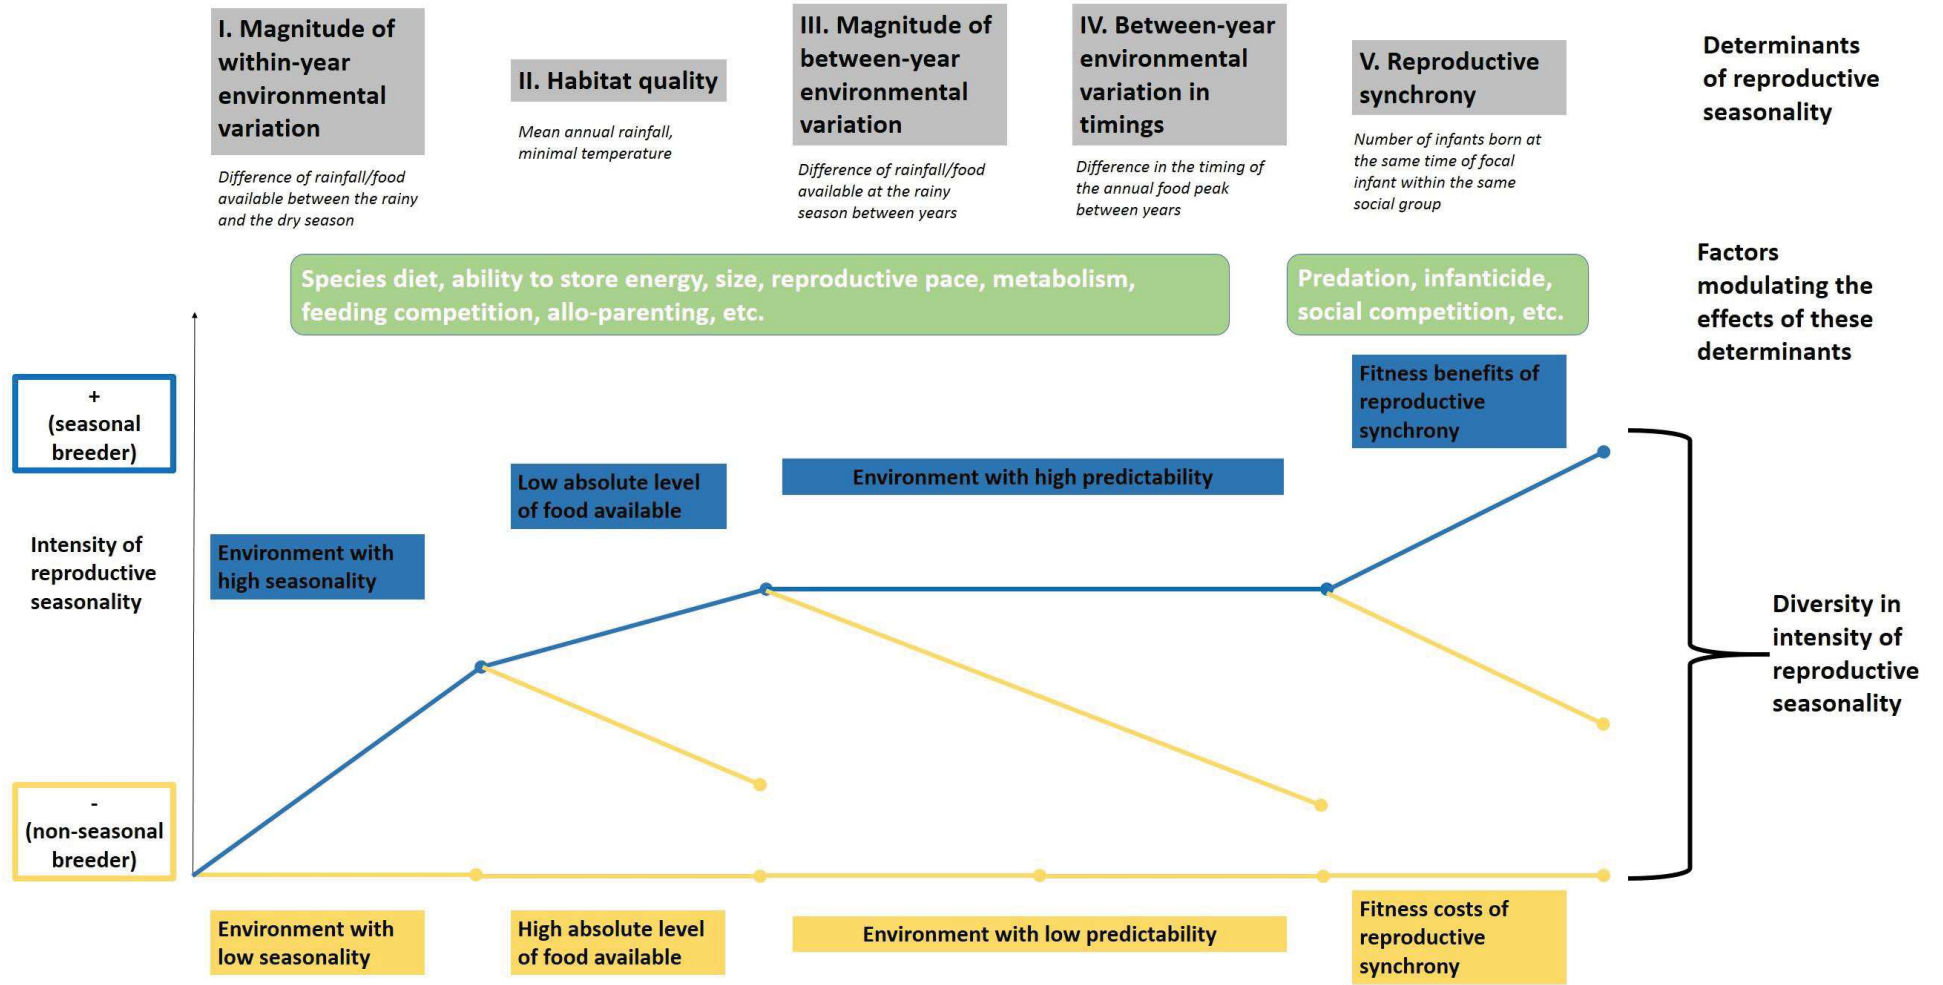 I. Magnitude of
within-year
environmental
variation
Difference of rainfall/food
available between the rainy
and the dry season
II. Habitat quality
Mean annual rainfall,
minimal temperature
III. Magnitude of
between-year
environmental
variation
Difference of rainfall/food
available at the rainy
season between years
IV. Between-year
environmental
variation in
timings
Difference in the timing of
the annual food peak
between years
V. Reproductive
synchrony
Number of infants born at
the same time of focal
infant within the same
social group
Determinants
of reproductive
seasonality
Species diet, ability to store energy, size, reproductive pace, metabolism,
feeding competition, allo-parenting, etc.
Predation, infanticide,
social competition, etc.
Factors
modulating the
effects of these
determinants
+
(seasonal
breeder)
Intensity of
reproductive
seasonality
-
(non-seasonal
breeder)
Environment with
high seasonality
Low absolute level
of food available
Environment with high predictability
Fitness benefits of
reproductive
synchrony
Diversity in
intensity of
reproductive
seasonality
Environment with
low seasonality
High absolute level
of food available
Environment with low predictability
Fitness costs of
reproductive
synchrony